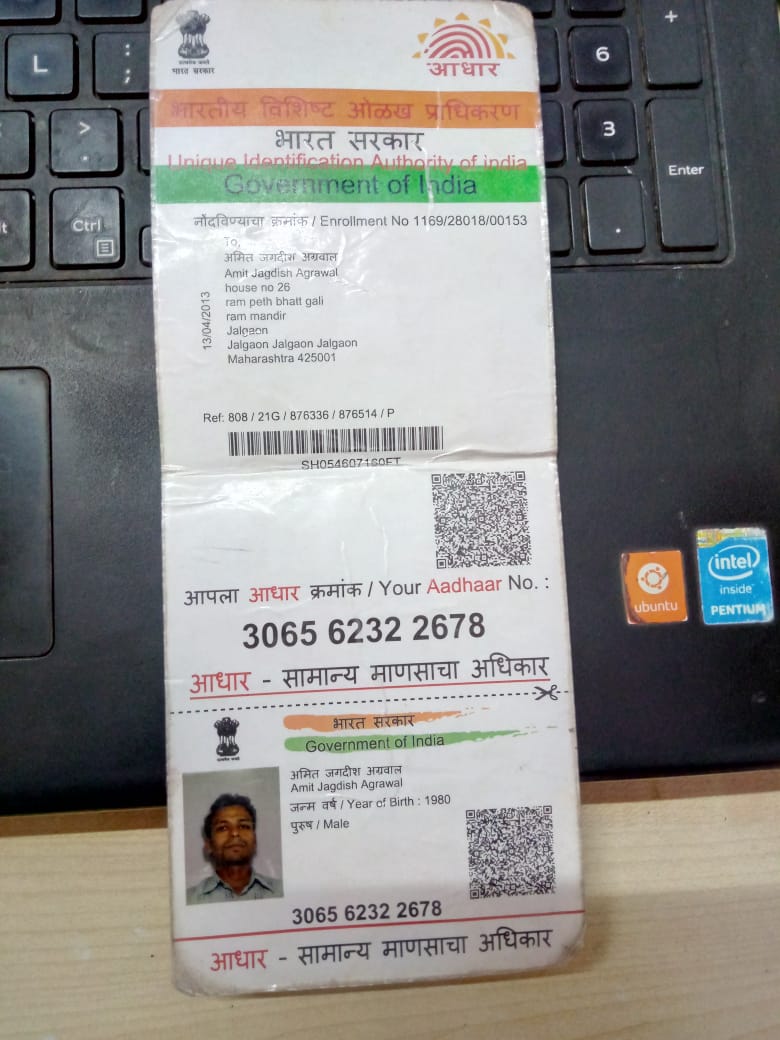 L
:
;
>
.
Ctrl
+
6
3
.
Enter
भारत सरकार
आधार
भारतीय विशिष्ट ओळख प्राधिकरण
भारत सरकार
Unique Identification Authority of India
Government of India
नोंदविण्याचा क्रमांक / Enrollment No 1169/28018/00153
To,
अमित जगदीश अग्रवाल
Amit Jagdish Agrawal
house no 26
ram peth bhatt gali
ram mandir
Jalgaon
Jalgaon Jalgaon Jalgaon
Maharashtra 425001
13/04/2013
Ref: 808 / 21G / 876336 / 876514 / P
SH054607160FT
आपला आधार क्रमांक / Your Aadhaar No. :
3065 6232 2678
आधार - सामान्य माणसाचा अधिकार
भारत सरकार
Government of India
अमित जगदीश अग्रवाल
Amit Jagdish Agrawal
जन्म वर्ष / Year of Birth : 1980
पुरुष / Male
3065 6232 2678
आधार - सामान्य माणसाचा अधिकार
ubuntu
intel
inside
PENTIUM